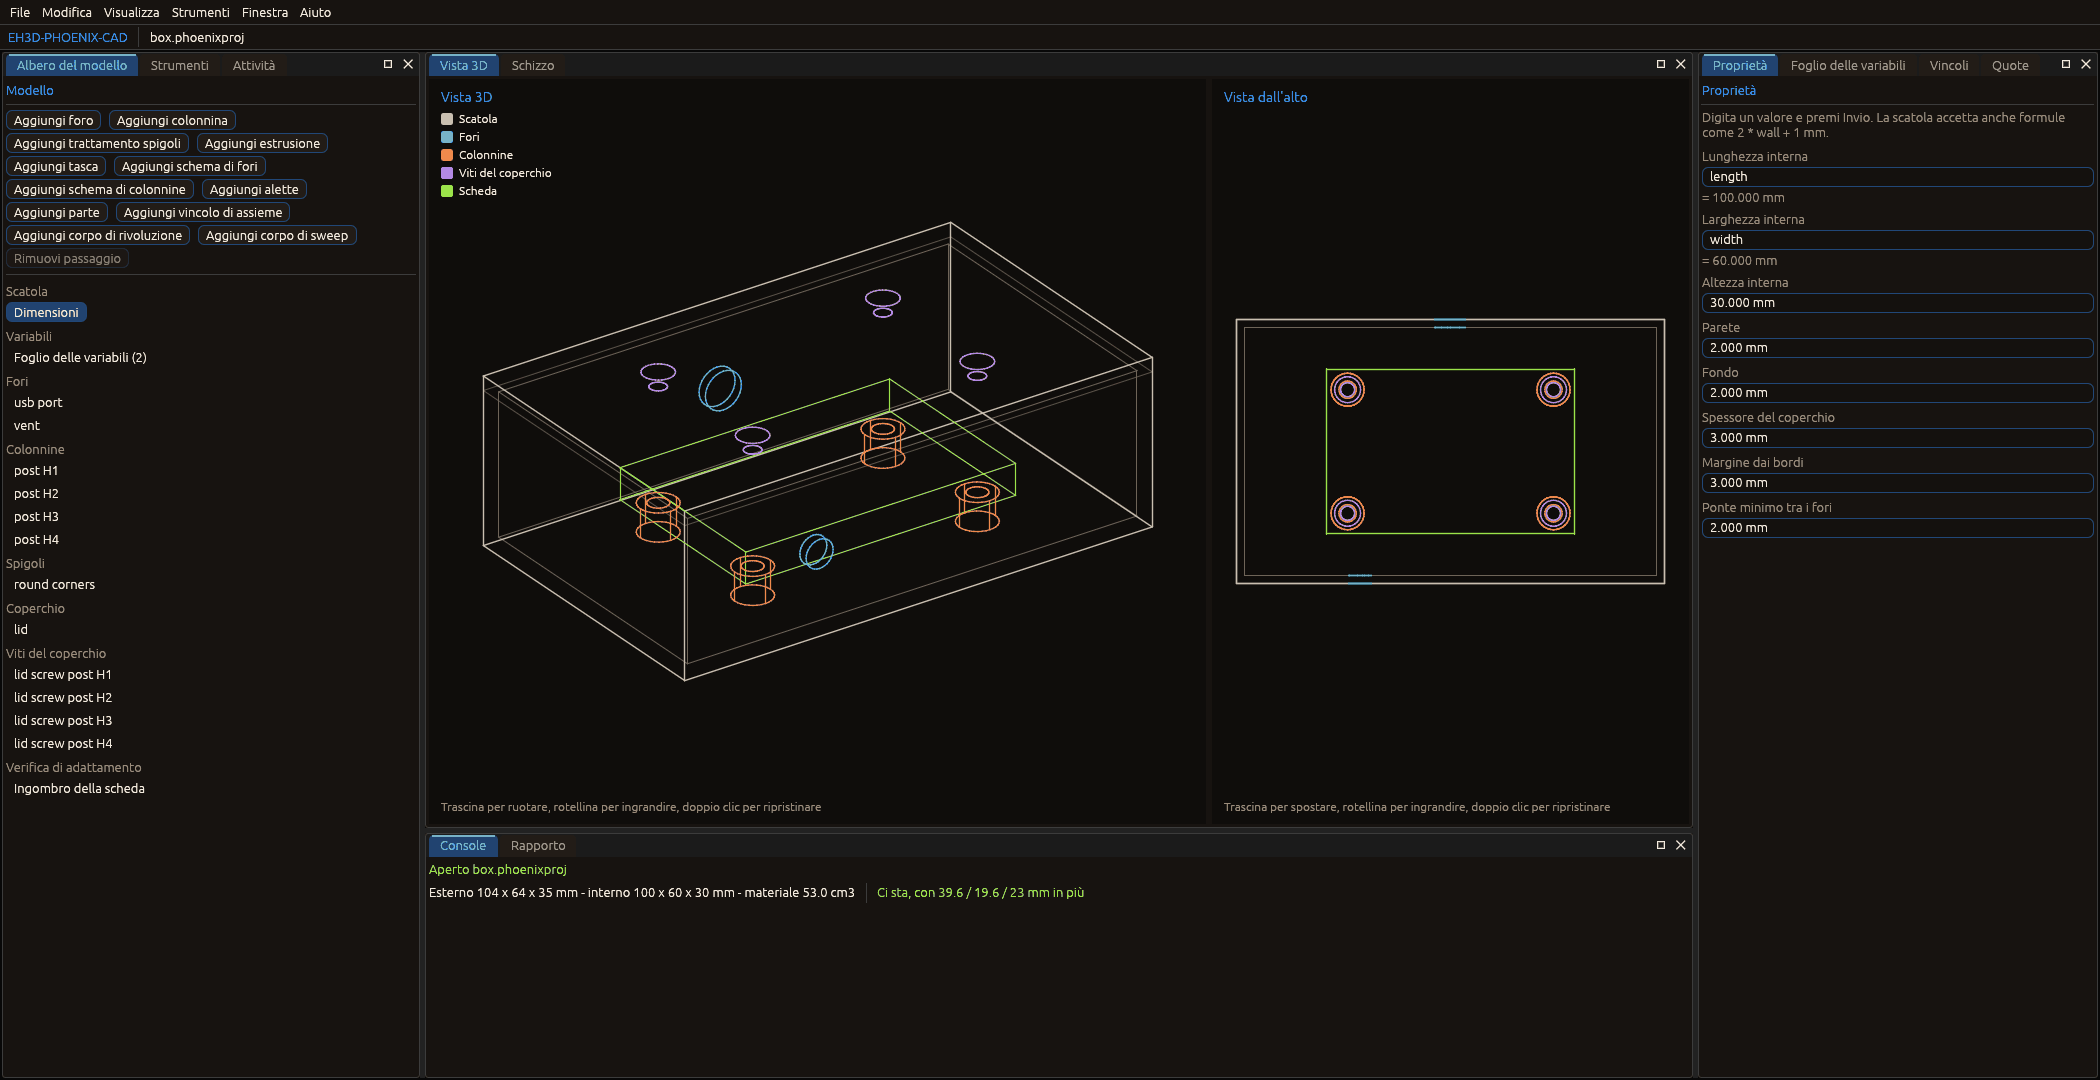 File Modifica Visualizza Strumenti Finestra Aiuto
EH3D-PHOENIX-CAD box.phoenixproj
Albero del modello Strumenti Attività
Modello
Aggiungi foro Aggiungi colonnina
Aggiungi trattamento spigoli Aggiungi estrusione
Aggiungi tasca Aggiungi schema di fori
Aggiungi schema di colonnine Aggiungi alette
Aggiungi parte Aggiungi vincolo di assieme
Aggiungi corpo di rivoluzione Aggiungi corpo di sweep
Rimuovi passaggio
Scatola
Dimensioni
Variabili
Foglio delle variabili (2)
Fori
usb port
vent
Colonnine
post H1
post H2
post H3
post H4
Spigoli
round corners
Coperchio
lid
Viti del coperchio
lid screw post H1
lid screw post H2
lid screw post H3
lid screw post H4
Verifica di adattamento
Ingombro della scheda
Vista 3D Schizzo
Vista 3D
Scatola
Fori
Colonnine
Viti del coperchio
Scheda
Trascina per ruotare, rotellina per ingrandire, doppio clic per ripristinare
Vista dall'alto
Trascina per spostare, rotellina per ingrandire, doppio clic per ripristinare
Console Rapporto
Aperto box.phoenixproj
Esterno 104 x 64 x 35 mm - interno 100 x 60 x 30 mm - materiale 53.0 cm3 Ci sta, con 39.6 / 19.6 / 23 mm in più
Proprietà Foglio delle variabili Vincoli Quote
Proprietà
Digita un valore e premi Invio. La scatola accetta anche formule
come 2 * wall + 1 mm.
Lunghezza interna
length
= 100.000 mm
Larghezza interna
width
= 60.000 mm
Altezza interna
30.000 mm
Parete
2.000 mm
Fondo
2.000 mm
Spessore del coperchio
3.000 mm
Margine dai bordi
3.000 mm
Ponte minimo tra i fori
2.000 mm